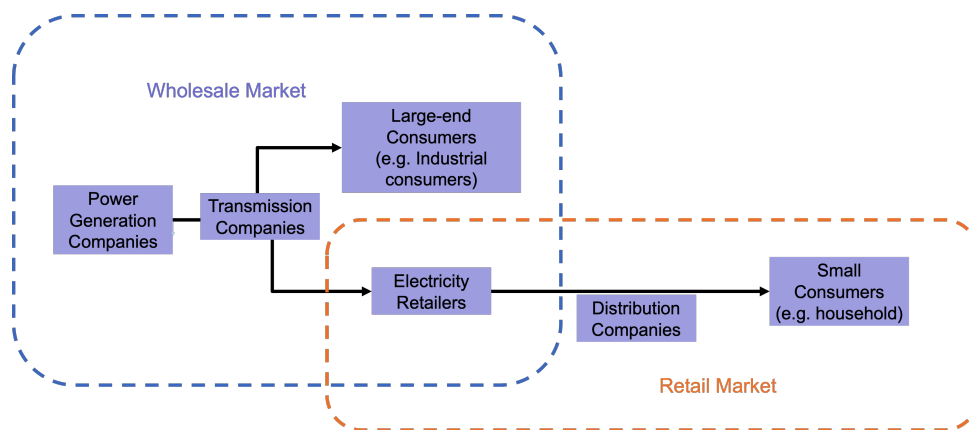 Wholesale Market
Large-end
Consumers
(e.g. Industrial
consumers)
Power
Generation
Companies
Transmission
Companies
Electricity
Retailers
Distribution
Companies
Small
Consumers
(e.g. household)
Retail Market